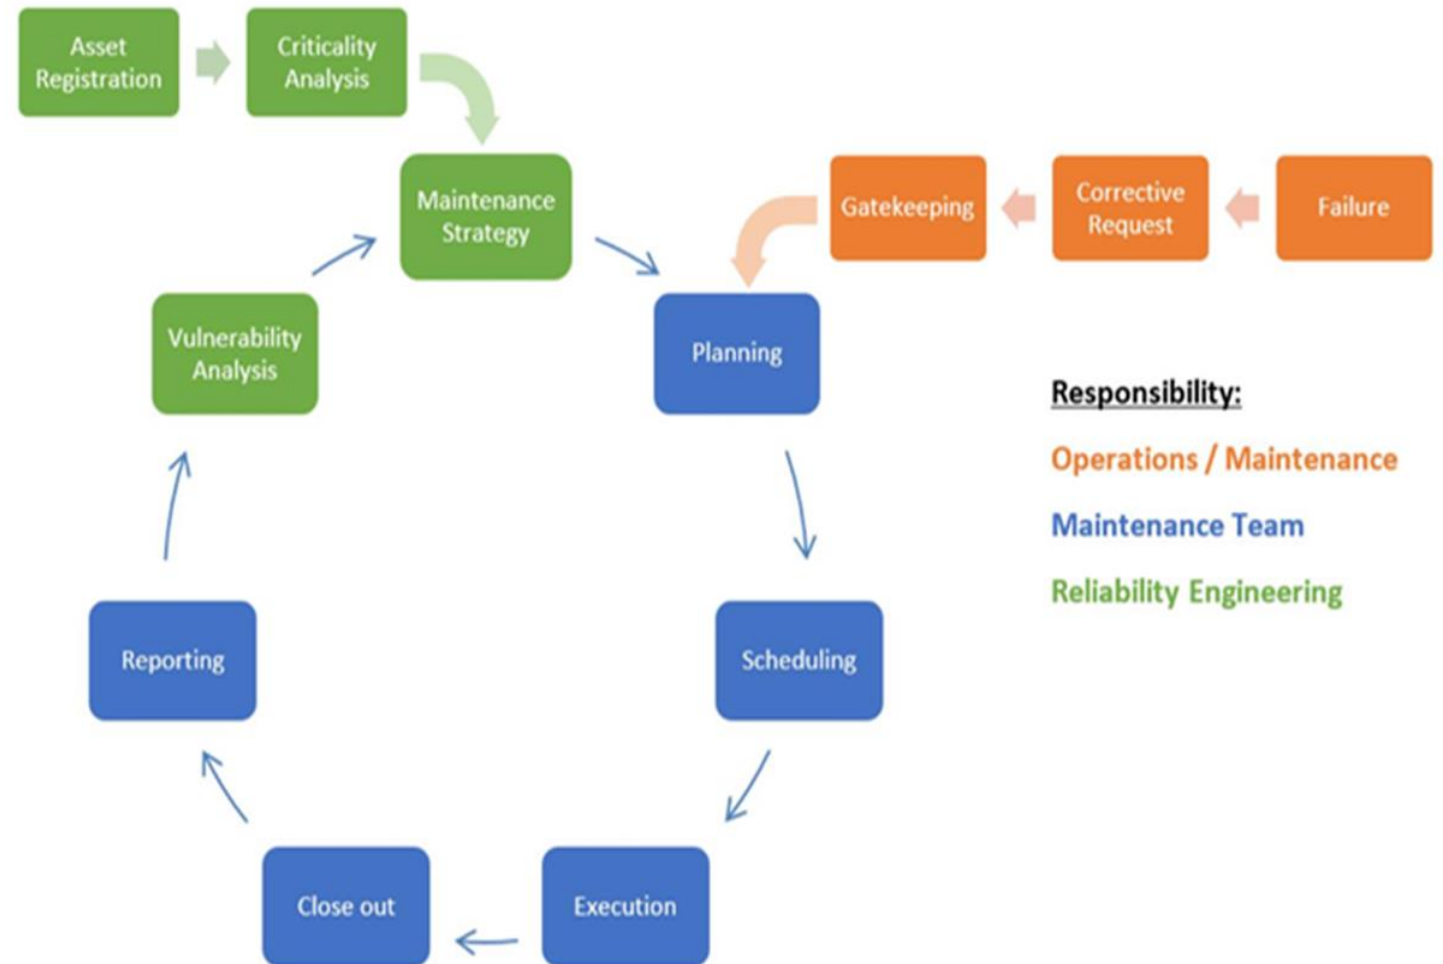 Asset
Registration
Criticality
Analysis
Maintenance
Strategy
Gatekeeping
Corrective
Request
Failure
Vulnerability
Analysis
Planning
Responsibility:
Operations / Maintenance
Maintenance Team
Reliability Engineering
Reporting
Scheduling
Close out
Execution